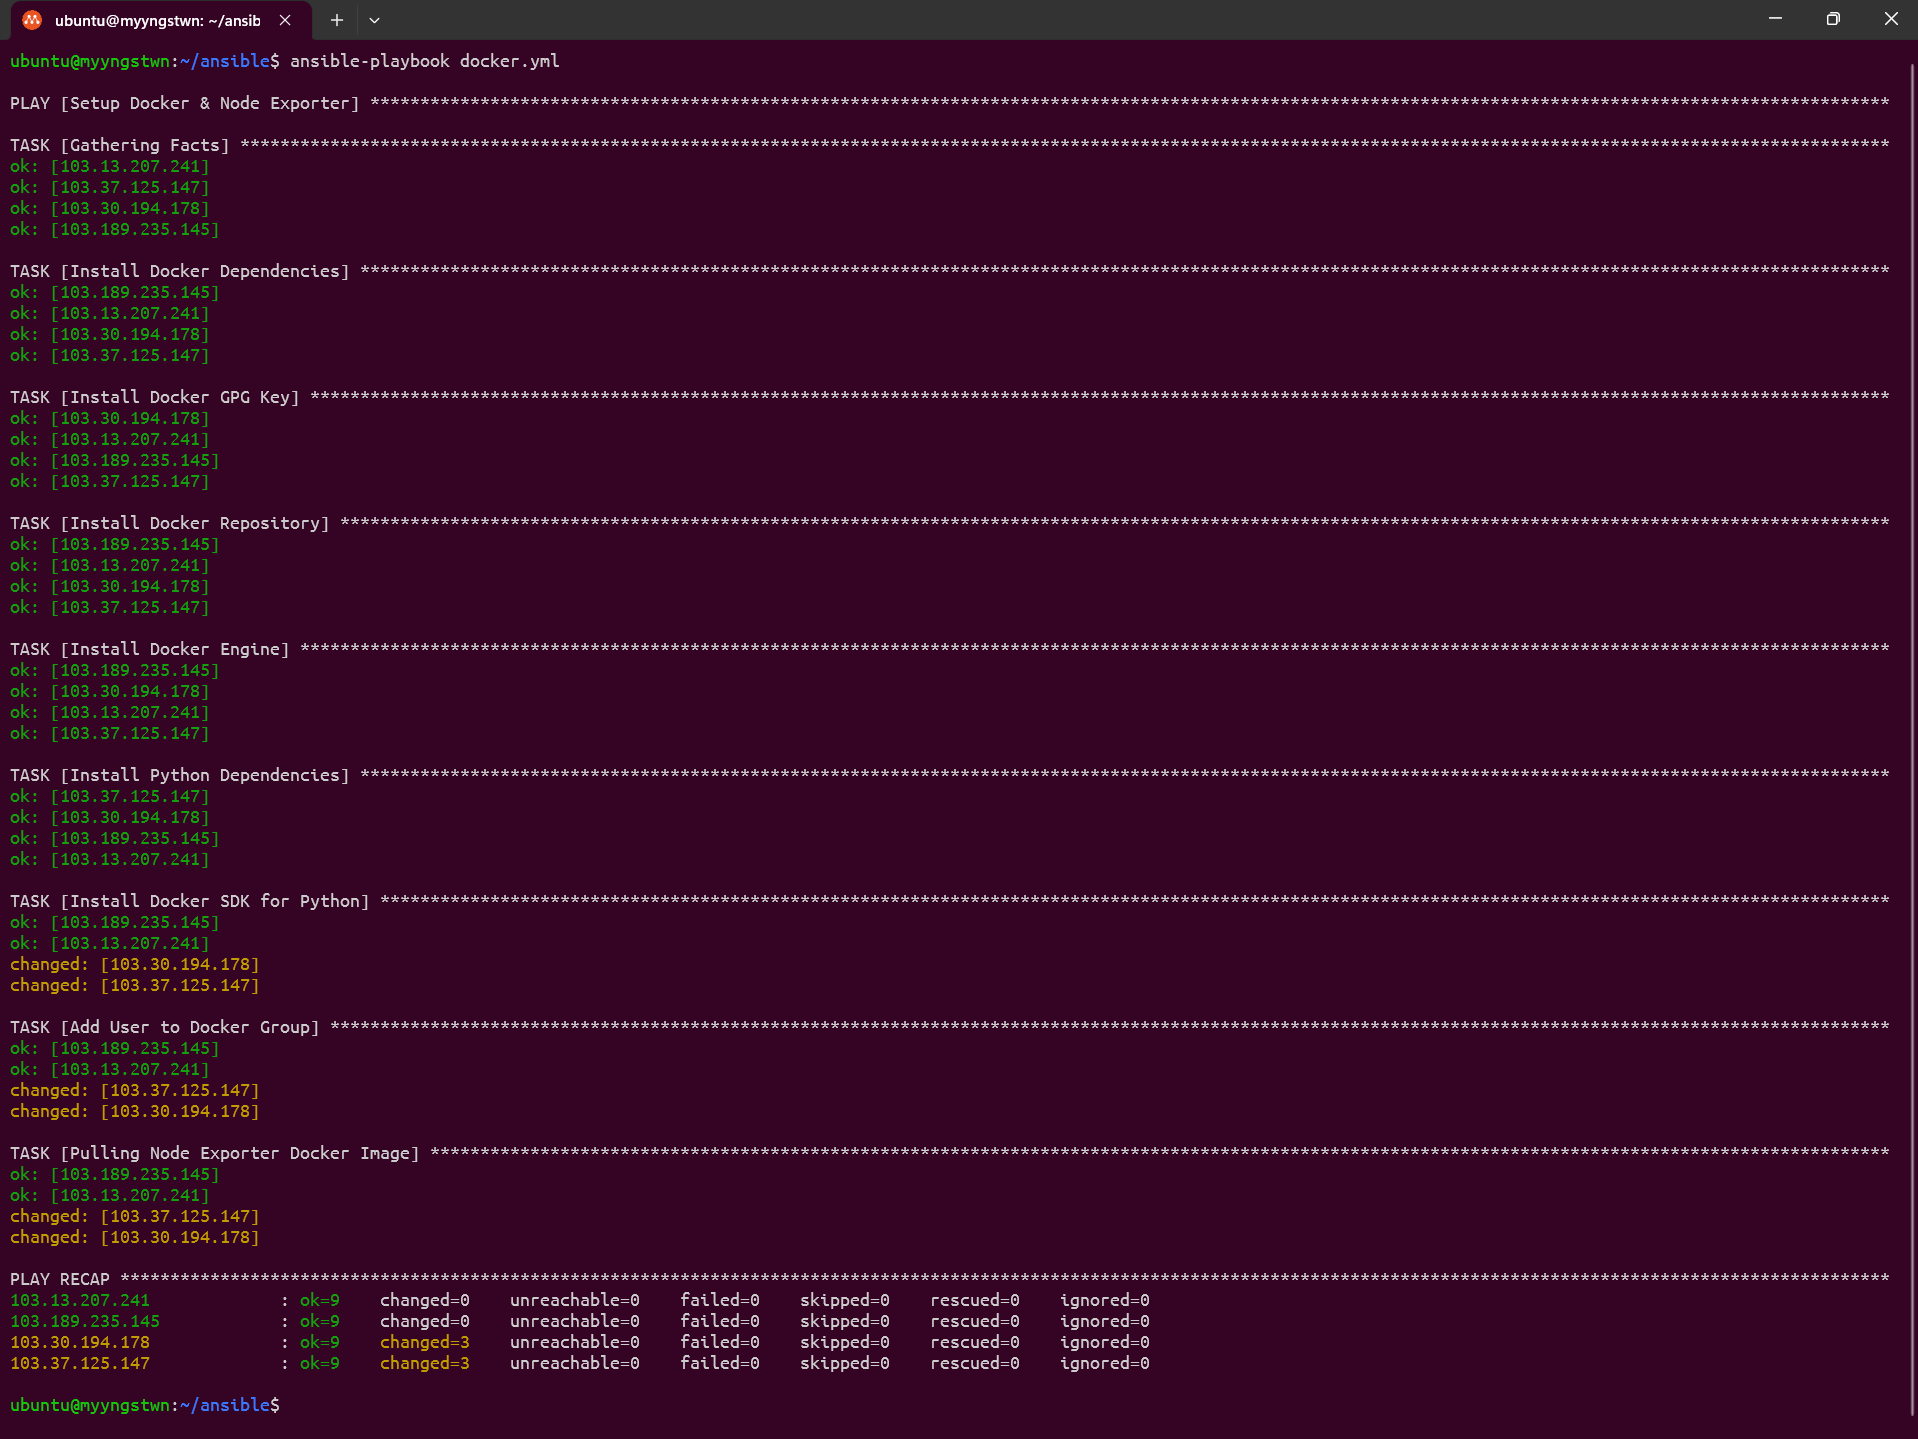 ubuntu@myyngstwn: ~/ansib
ubuntu@myyngstwn:~/ansible$ ansible-playbook docker.yml
PLAY [Setup Docker & Node Exporter] ********************************************************************************************************************************************************
TASK [Gathering Facts] *********************************************************************************************************************************************************************
ok: [103.13.207.241]
ok: [103.37.125.147]
ok: [103.30.194.178]
ok: [103.189.235.145]
TASK [Install Docker Dependencies] *********************************************************************************************************************************************************
ok: [103.189.235.145]
ok: [103.13.207.241]
ok: [103.30.194.178]
ok: [103.37.125.147]
TASK [Install Docker GPG Key] **************************************************************************************************************************************************************
ok: [103.30.194.178]
ok: [103.13.207.241]
ok: [103.189.235.145]
ok: [103.37.125.147]
TASK [Install Docker Repository] ***********************************************************************************************************************************************************
ok: [103.189.235.145]
ok: [103.13.207.241]
ok: [103.30.194.178]
ok: [103.37.125.147]
TASK [Install Docker Engine] ***************************************************************************************************************************************************************
ok: [103.189.235.145]
ok: [103.30.194.178]
ok: [103.13.207.241]
ok: [103.37.125.147]
TASK [Install Python Dependencies] *********************************************************************************************************************************************************
ok: [103.37.125.147]
ok: [103.30.194.178]
ok: [103.189.235.145]
ok: [103.13.207.241]
TASK [Install Docker SDK for Python] *******************************************************************************************************************************************************
ok: [103.189.235.145]
ok: [103.13.207.241]
changed: [103.30.194.178]
changed: [103.37.125.147]
TASK [Add User to Docker Group] ************************************************************************************************************************************************************
ok: [103.189.235.145]
ok: [103.13.207.241]
changed: [103.37.125.147]
changed: [103.30.194.178]
TASK [Pulling Node Exporter Docker Image] **************************************************************************************************************************************************
ok: [103.189.235.145]
ok: [103.13.207.241]
changed: [103.37.125.147]
changed: [103.30.194.178]
PLAY RECAP *********************************************************************************************************************************************************************************
103.13.207.241             : ok=9    changed=0    unreachable=0    failed=0    skipped=0    rescued=0    ignored=0
103.189.235.145            : ok=9    changed=0    unreachable=0    failed=0    skipped=0    rescued=0    ignored=0
103.30.194.178             : ok=9    changed=3    unreachable=0    failed=0    skipped=0    rescued=0    ignored=0
103.37.125.147             : ok=9    changed=3    unreachable=0    failed=0    skipped=0    rescued=0    ignored=0
ubuntu@myyngstwn:~/ansible$